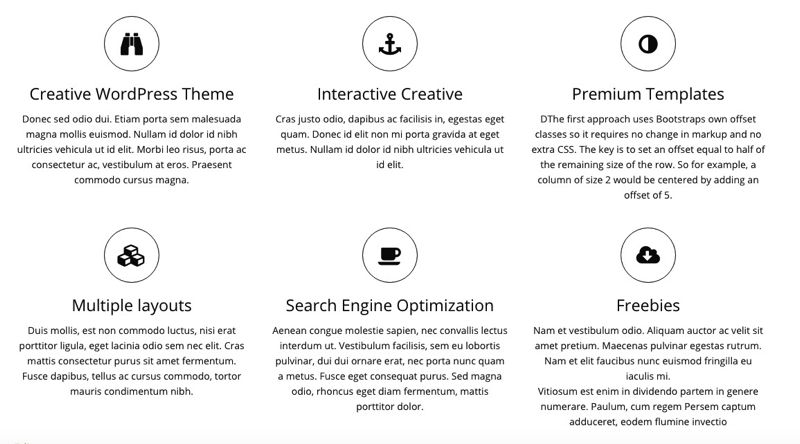 Creative WordPress Theme
Donec sed odio dui. Etiam porta sem malesuada
magna mollis euismod. Nullam id dolor id nibh
ultricies vehicula ut id elit. Morbi leo risus, porta ac
consectetur ac, vestibulum at eros. Praesent
commodo cursus magna.
Interactive Creative
Cras justo odio, dapibus ac facilisis in, egestas eget
quam. Donec id elit non mi porta gravida at eget
metus. Nullam id dolor id nibh ultricies vehicula ut
id elit.
Premium Templates
DThe first approach uses Bootstraps own offset
classes so it requires no change in markup and no
extra CSS. The key is to set an offset equal to half of
the remaining size of the row. So for example, a
column of size 2 would be centered by adding an
offset of 5.
Multiple layouts
Duis mollis, est non commodo luctus, nisi erat
porttitor ligula, eget lacinia odio sem nec elit. Cras
mattis consectetur purus sit amet fermentum.
Fusce dapibus, tellus ac cursus commodo, tortor
mauris condimentum nibh.
Search Engine Optimization
Aenean congue molestie sapien, nec convallis lectus
interdum ut. Vestibulum facilisis, sem eu lobortis
pulvinar, dui dui ornare erat, nec porta nunc quam
a metus. Fusce eget consequat purus. Sed magna
odio, rhoncus eget diam fermentum, mattis
porttitor dolor.
Freebies
Nam et vestibulum odio. Aliquam auctor ac velit sit
amet pretium. Maecenas pulvinar egestas rutrum.
Nam et elit faucibus nunc euismod fringilla eu
iaculis mi.
Vitiosum est enim in dividendo partem in genere
numerare. Paulum, cum regem Persem captum
adduceret, eodem flumine invectio